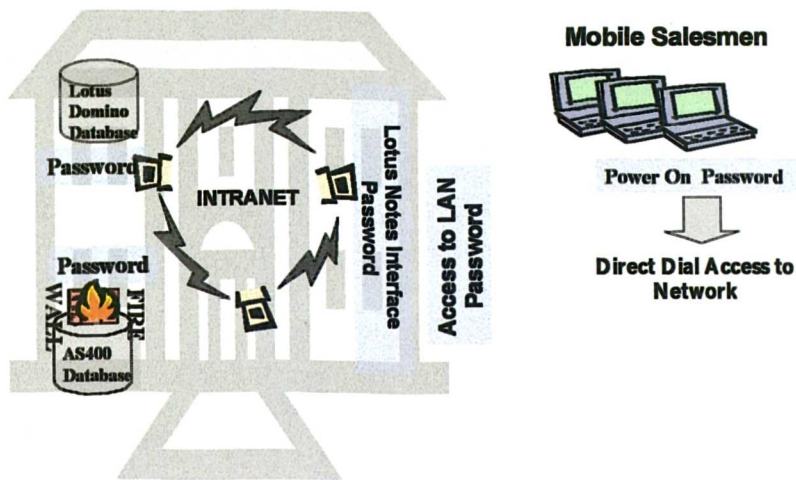 Mobile Salesmen
Lotus
Domino
Database
Password
INTRANET
Lotus Notes Interface
Password
Access to LAN
Password
Power On Password
Direct Dial Access to
Network
Password
FIRE
WALL
AS400
Database